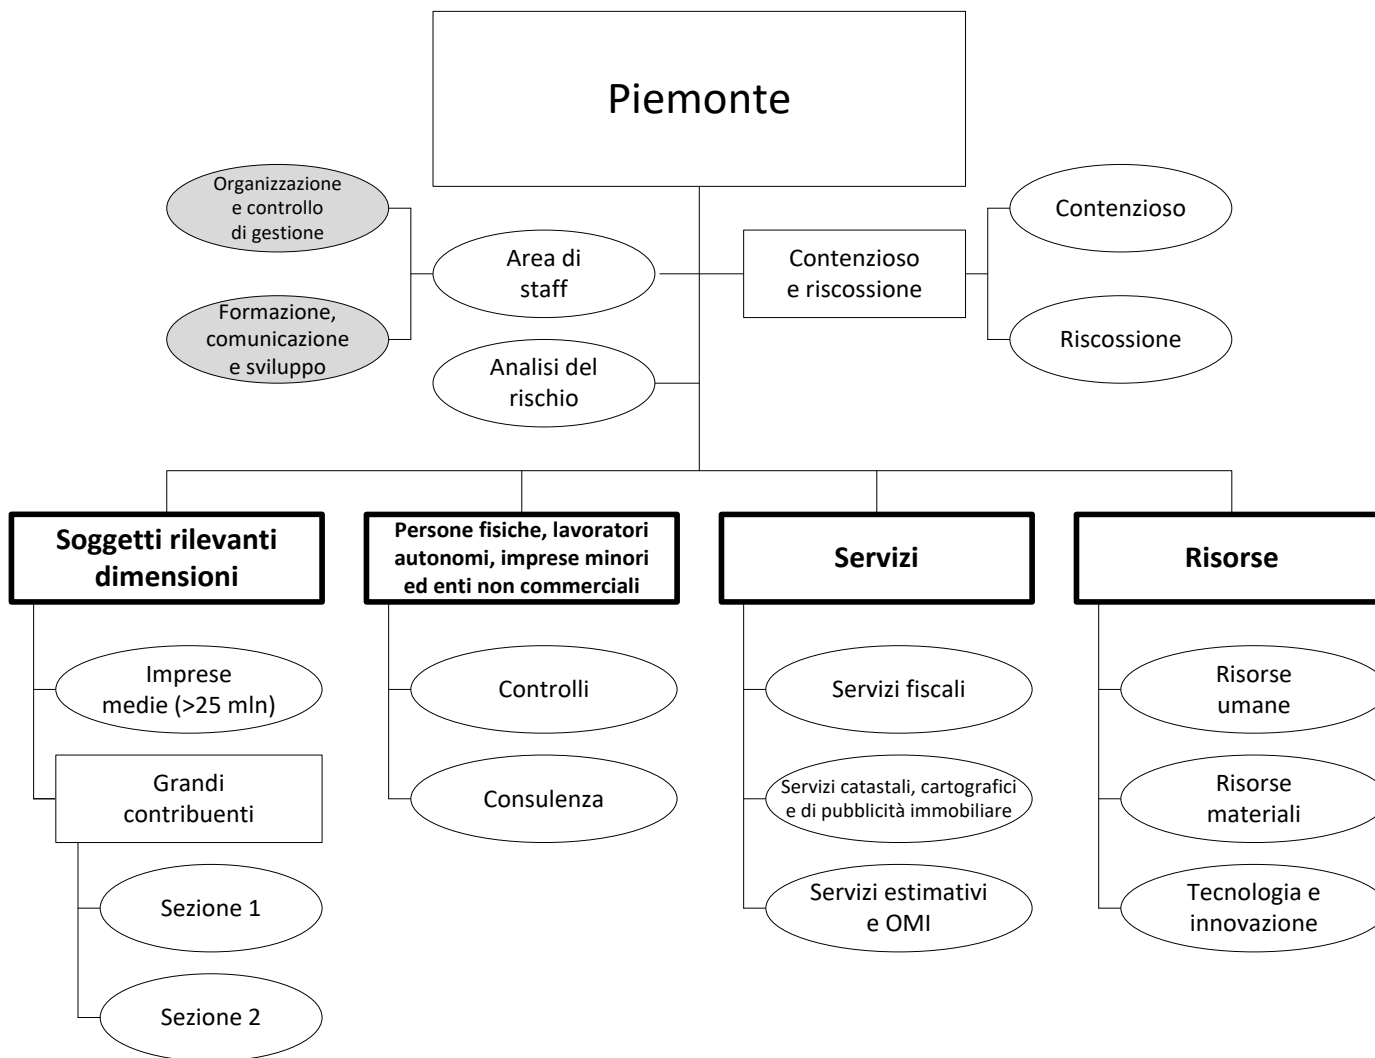 Piemonte
Organizzazione
e controllo
di gestione
Contenzioso
Area di
staff
Contenzioso
e riscossione
Formazione,
comunicazione
e sviluppo
Riscossione
Analisi del
rischio
Soggetti rilevanti
dimensioni
Persone fisiche, lavoratori
autonomi, imprese minori
ed enti non commerciali
Servizi
Risorse
Imprese
medie (>25 mln)
Controlli
Servizi fiscali
Risorse
umane
Grandi
contribuenti
Consulenza
Servizi catastali, cartografici
e di pubblicità immobiliare
Risorse
materiali
Sezione 1
Servizi estimativi
e OMI
Tecnologia e
innovazione
Sezione 2